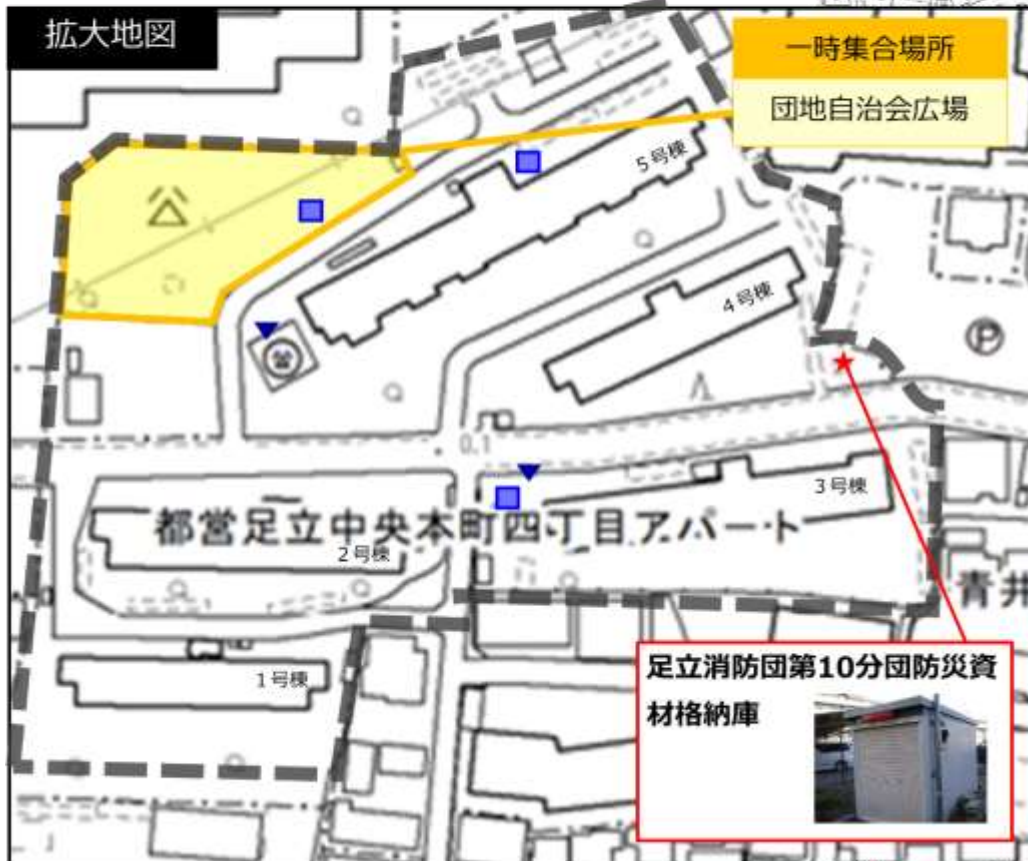 拡大地図
一時集合場所
団地自治会広場
5号棟
4号棟
P
0.1
3号棟
都営足立中央本町四丁目アパート
2号棟
青井
1号棟
足立消防団第10分団防災資
材格納庫